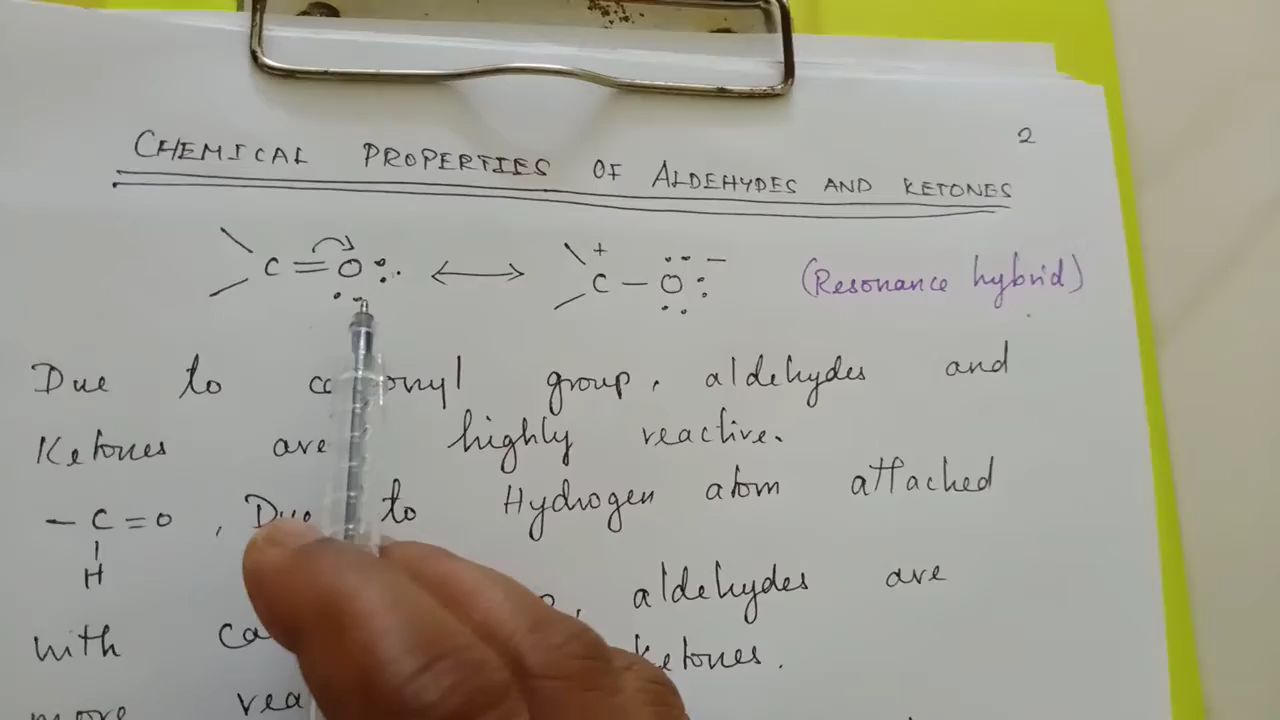 2
CHEMICAL PROPERTIES OF ALDEHYDES AND KETONES
C=O: ⟷ +C–O:− (Resonance hybrid)
Due to group, aldehydes and
Ketones are highly reactive.
–C=O, Due to Hydrogen atom attached
H
aldehydes are
with Ketones.
more